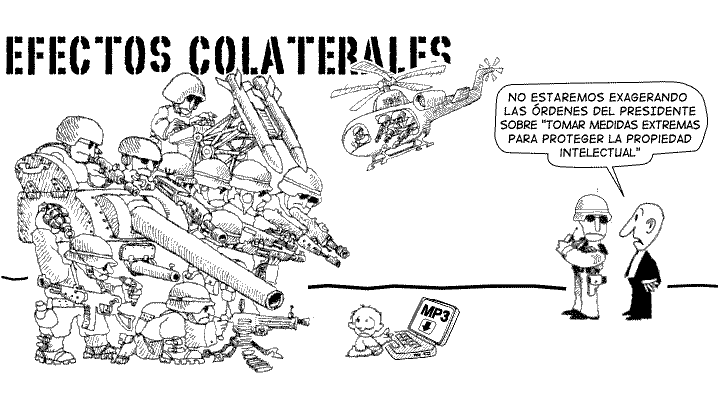 EFECTOS COLATERALES
NO ESTAREMOS EXAGERANDO
LAS ÓRDENES DEL PRESIDENTE
SOBRE "TOMAR MEDIDAS EXTREMAS
PARA PROTEGER LA PROPIEDAD
INTELECTUAL"
MP3